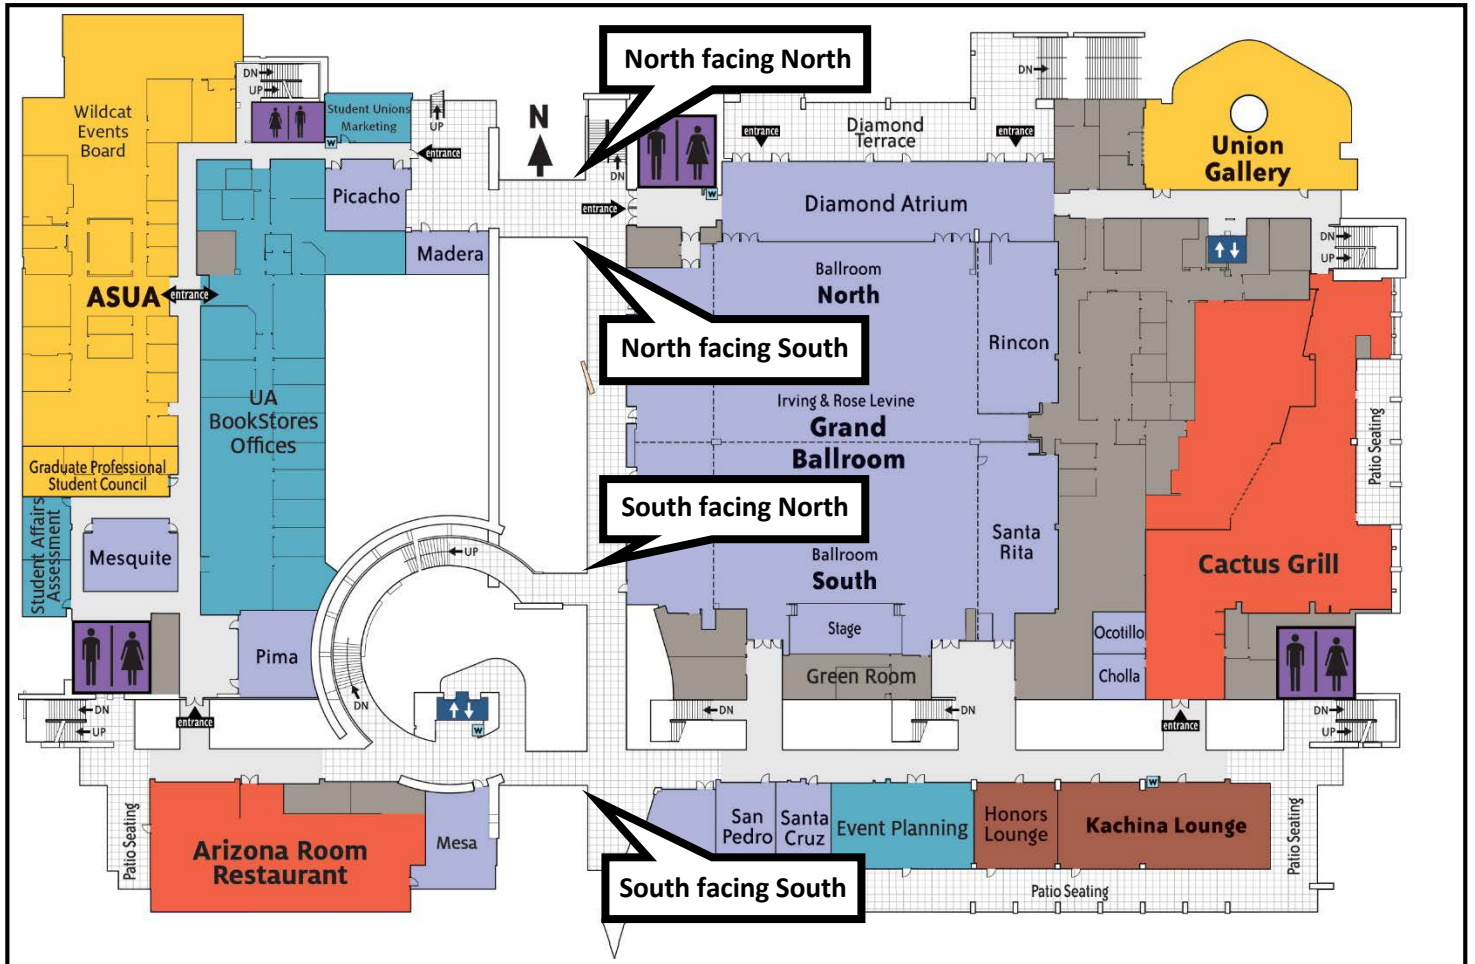 North facing North
DN
UP
Wildcat
Events
Board
Student Unions
Marketing
W
UP
entrance
N
DN
entrance
Diamond
Terrace
entrance
DN
Union
Gallery
W
entrance
Picacho
Madera
Diamond Atrium
DN
UP
ASUA
entrance
Ballroom
North
North facing South
Rincon
UA
BookStores
Offices
Irving & Rose Levine
Grand
Ballroom
Patio Seating
Graduate Professional
Student Council
South facing North
Student Affairs
Assessment
Mesquite
UP
Ballroom
South
Santa
Rita
Cactus Grill
Stage
Ocotillo
Pima
Green Room
Cholla
DN
UP
entrance
DN
W
DN
DN
entrance
DN
UP
W
Patio Seating
Arizona Room
Restaurant
Mesa
San
Pedro
Santa
Cruz
Event Planning
Honors
Lounge
Kachina Lounge
Patio Seating
South facing South
Patio Seating